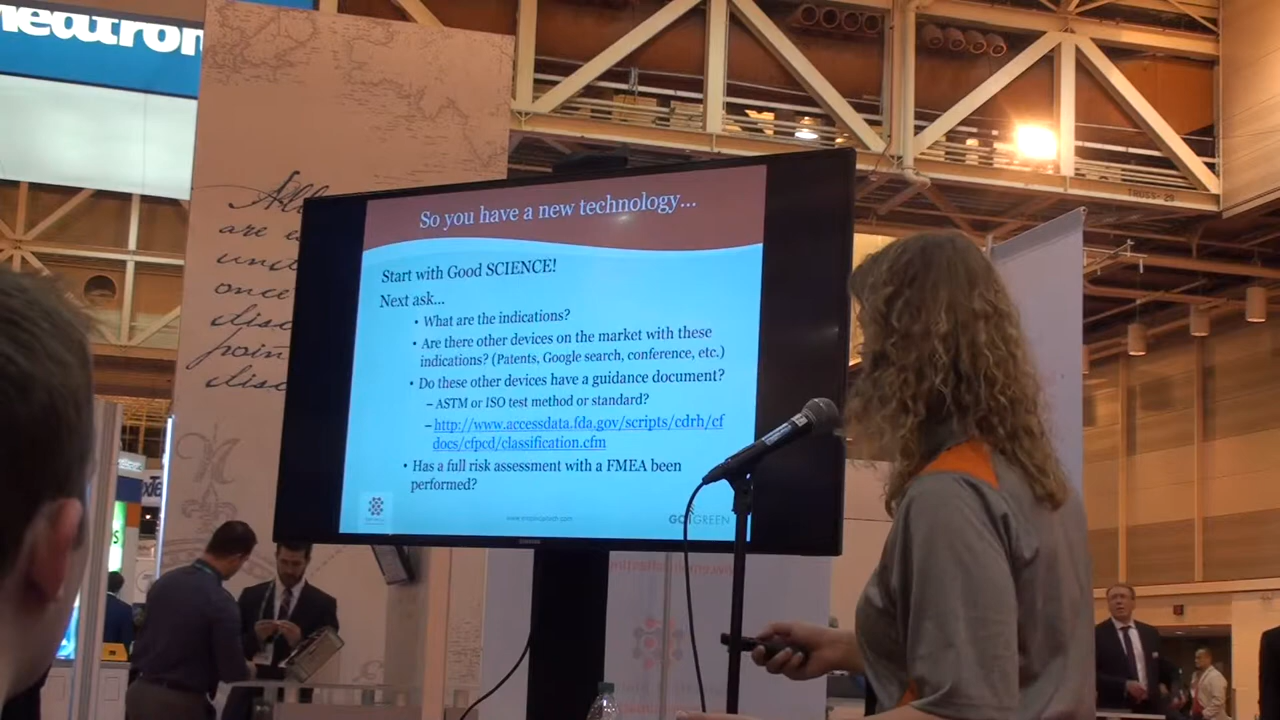 So you have a new technology...
Start with Good SCIENCE!
Next ask...
• What are the indications?
• Are there other devices on the market with these
indications? (Patents, Google search, conference, etc.)
• Do these other devices have a guidance document?
– ASTM or ISO test method or standard?
– http://www.accessdata.fda.gov/scripts/cdrh/cf
docs/cfpcd/classification.cfm
• Has a full risk assessment with a FMEA been
performed?
GREEN
SAMSUNG
All
are
once
TRUSS-29